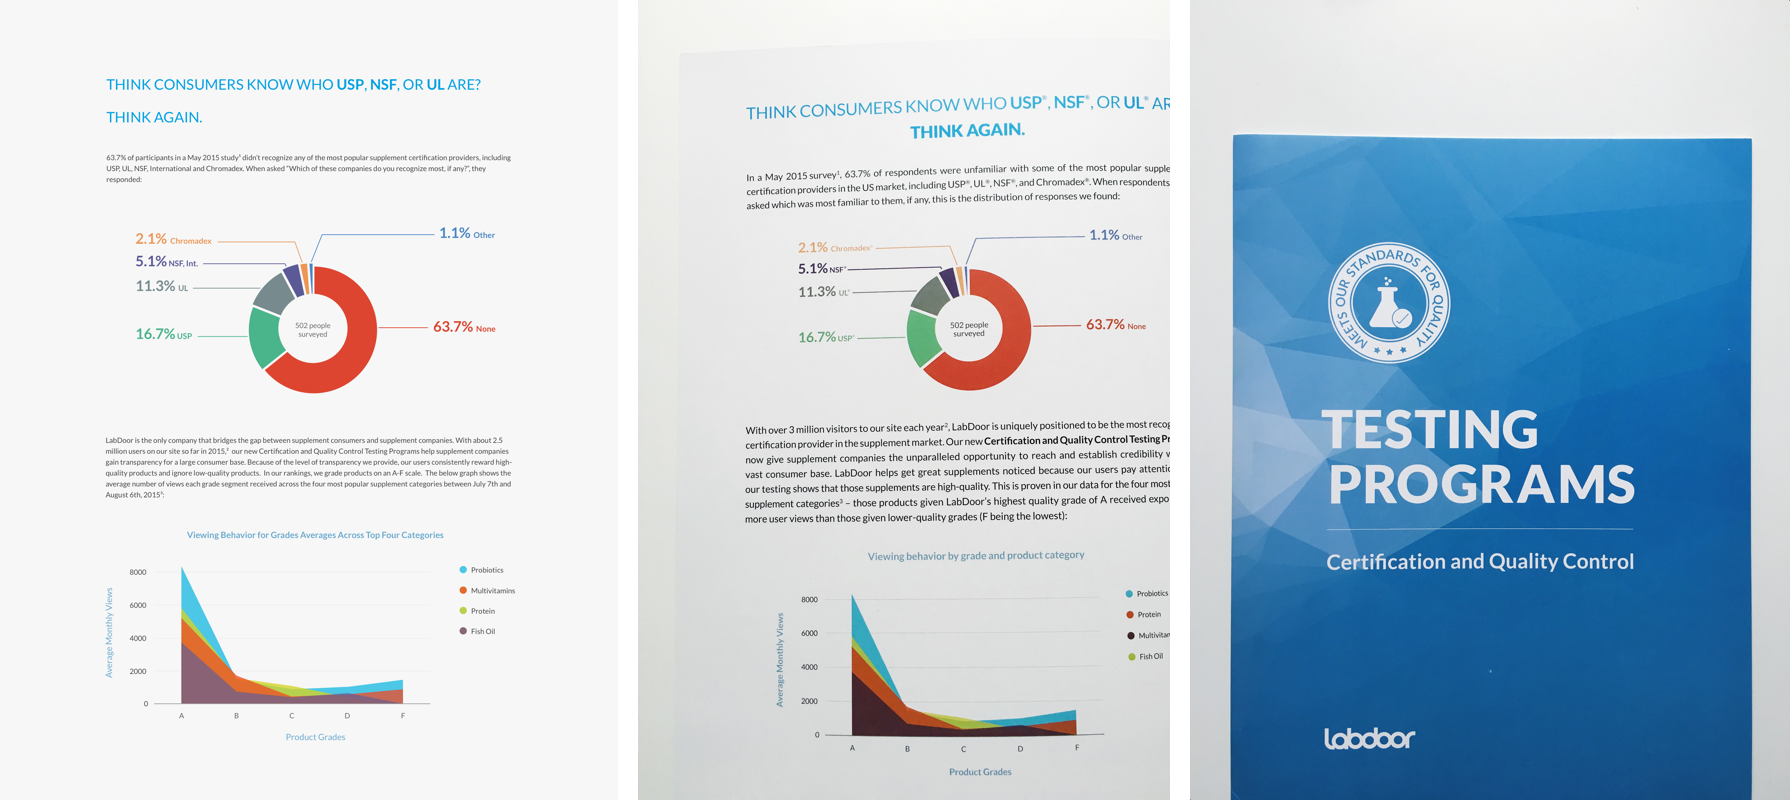 THINK CONSUMERS KNOW WHO USP, NSF, OR UL ARE?
THINK AGAIN.
63.7% of participants in a May 2015 study¹ didn't recognize any of the most popular supplement certification providers, including
USP, UL, NSF, International and Chromadex. When asked "Which of these companies do you recognize most, if any?", they
responded:
2.1% Chromadex
1.1% Other
5.1% NSF, Int.
11.3% UL
16.7% USP
502 people
surveyed
63.7% None
LabDoor is the only company that bridges the gap between supplement consumers and supplement companies. With about 2.5
million users on our site so far in 2015,² our new Certification and Quality Control Testing Programs help supplement companies
gain transparency for a large consumer base. Because of the level of transparency we provide, our users consistently reward high-
quality products and ignore low-quality products. In our rankings, we grade products on an A-F scale. The below graph shows the
average number of views each grade segment received across the four most popular supplement categories between July 7th and
August 6th, 2015³:
Viewing Behavior for Grades Averages Across Top Four Categories
Average Monthly Views
8000
6000
4000
2000
0
A B C D F
Product Grades
Probiotics
Multivitamins
Protein
Fish Oil
THINK CONSUMERS KNOW WHO USP®, NSF®, OR UL® AR
THINK AGAIN.
In a May 2015 survey¹, 63.7% of respondents were unfamiliar with some of the most popular supple
certification providers in the US market, including USP®, UL®, NSF®, and Chromadex®. When respondents
asked which was most familiar to them, if any, this is the distribution of responses we found:
2.1% Chromadex®
1.1% Other
5.1% NSF®
11.3% UL®
16.7% USP®
502 people
surveyed
63.7% None
With over 3 million visitors to our site each year², LabDoor is uniquely positioned to be the most recog
certification provider in the supplement market. Our new Certification and Quality Control Testing Pr
now give supplement companies the unparalleled opportunity to reach and establish credibility w
vast consumer base. LabDoor helps get great supplements noticed because our users pay attentio
our testing shows that those supplements are high-quality. This is proven in our data for the four most
supplement categories³ – those products given LabDoor's highest quality grade of A received expo
more user views than those given lower-quality grades (F being the lowest):
Viewing behavior by grade and product category
Average Monthly Views
8000
6000
4000
2000
0
A B C D F
Product Grades
Probiotics
Protein
Multivitam
Fish Oil
MEETS OUR STANDARDS FOR QUALITY
TESTING
PROGRAMS
Certification and Quality Control
labdoor